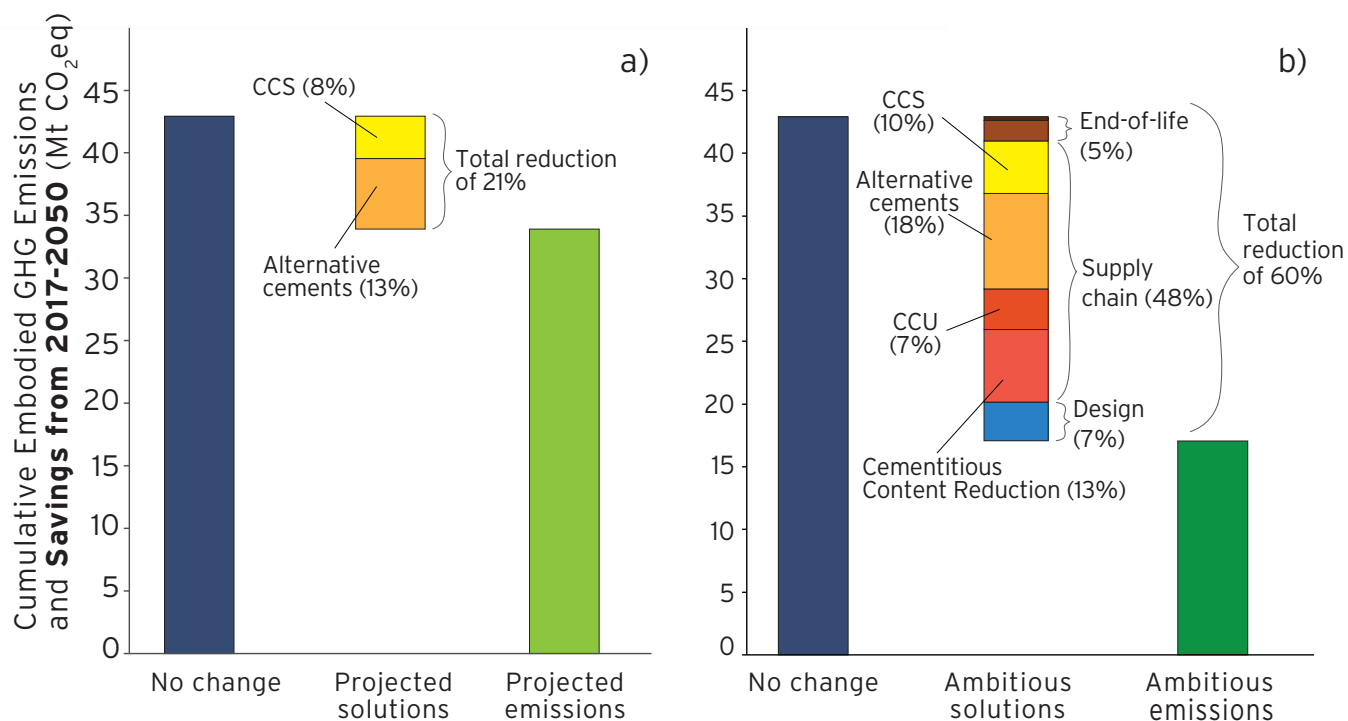 Cumulative Embodied GHG Emissions
and Savings from 2017-2050 (Mt CO2eq)
a)
45
40
35
30
25
20
15
10
5
0
CCS (8%)
Total reduction
of 21%
Alternative
cements (13%)
No change
Projected
solutions
Projected
emissions
b)
45
40
35
30
25
20
15
10
5
0
CCS
(10%)
End-of-life
(5%)
Alternative
cements
(18%)
Total
reduction
of 60%
Supply
chain (48%)
CCU
(7%)
Design
(7%)
Cementitious
Content Reduction (13%)
No change
Ambitious
solutions
Ambitious
emissions